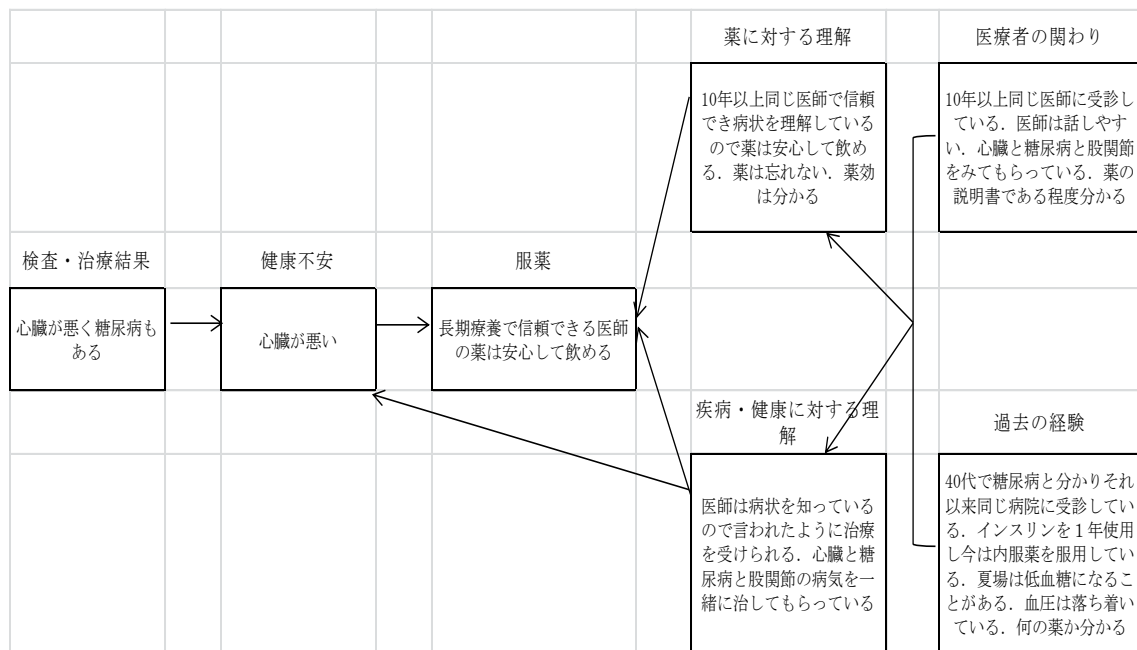 薬に対する理解
医療者の関わり
10年以上同じ医師で信頼
でき病状を理解している
ので薬は安心して飲め
る．薬は忘れない．薬効
は分かる
10年以上同じ医師に受診し
ている．医師は話しやす
い．心臓と糖尿病と股関節
をみてもらっている．薬の
説明書である程度分かる
検査・治療結果
健康不安
服薬
心臓が悪く糖尿病も
ある
心臓が悪い
長期療養で信頼できる医師
の薬は安心して飲める
疾病・健康に対する理
解
過去の経験
医師は病状を知っている
ので言われたように治療
を受けられる．心臓と糖
尿病と股関節の病気を一
緒に治してもらっている
40代で糖尿病と分かりそれ
以来同じ病院に受診してい
る．インスリンを１年使用
し今は内服薬を服用してい
る．夏場は低血糖になるこ
とがある．血圧は落ち着い
ている．何の薬か分かる